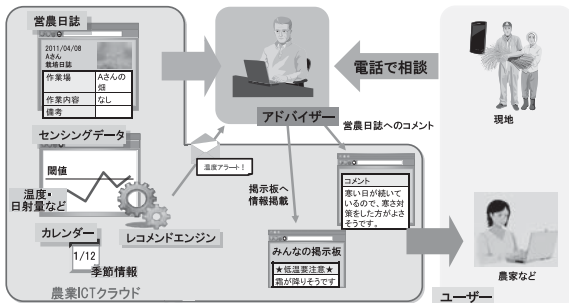 営農日誌
2011/04/08
Aさん
栽培日誌
作業場
Aさんの
畑
作業内容
なし
備考
センシングデータ
閾値
温度・
日射量など
カレンダー
1/12
季節情報
レコメンドエンジン
農業ICTクラウド
温度アラート！
アドバイザー
電話で相談
営農日誌へのコメント
掲示板へ
情報掲載
コメント
寒い日が続いて
いるので、寒さ対
策をした方がよさ
そうです。
みんなの掲示板
★低温要注意★
霜が降りそうです
現地
農家など
ユーザー